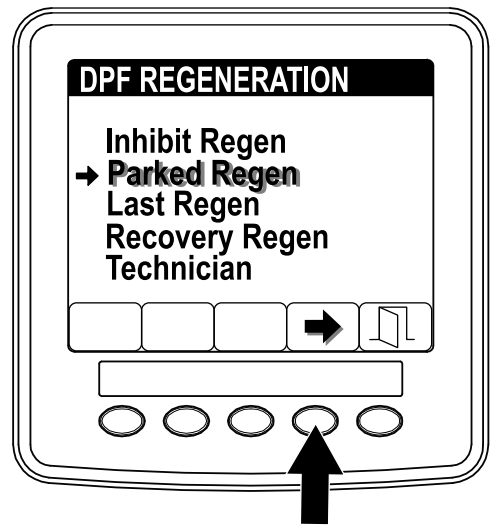 DPF REGENERATION
Inhibit Regen
Parked Regen
Last Regen
Recovery Regen
Technician